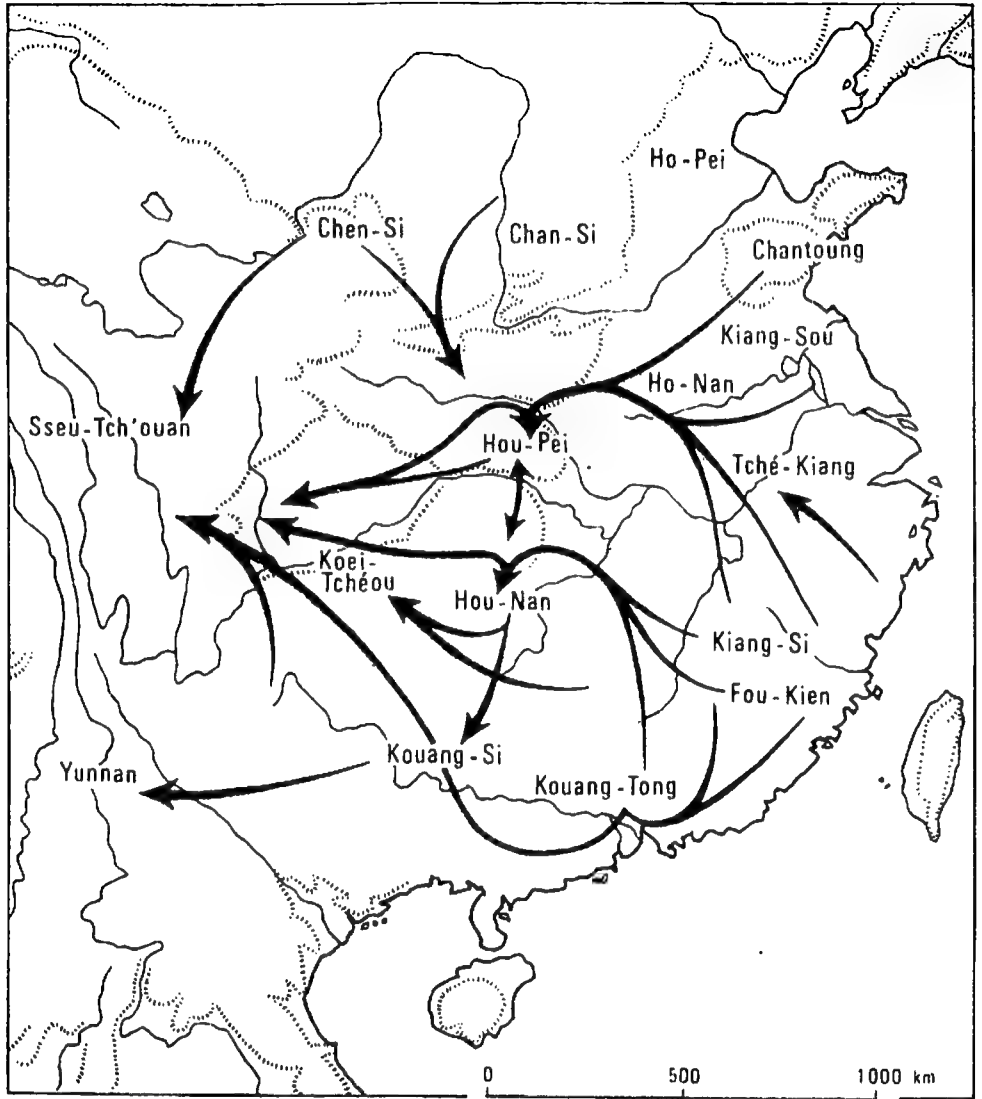 Ho-Pei
Chen-Si
Chan-Si
Chantoung
Kiang-Sou
Ho-Nan
Sseu-Tch'ouan
Hou-Pei
Tché-Kiang
Koei-
Tchéou
Hou-Nan
Kiang-Si
Fou-Kien
Kouang-Si
Yunnan
Kouang-Tong
0 500 1000 km